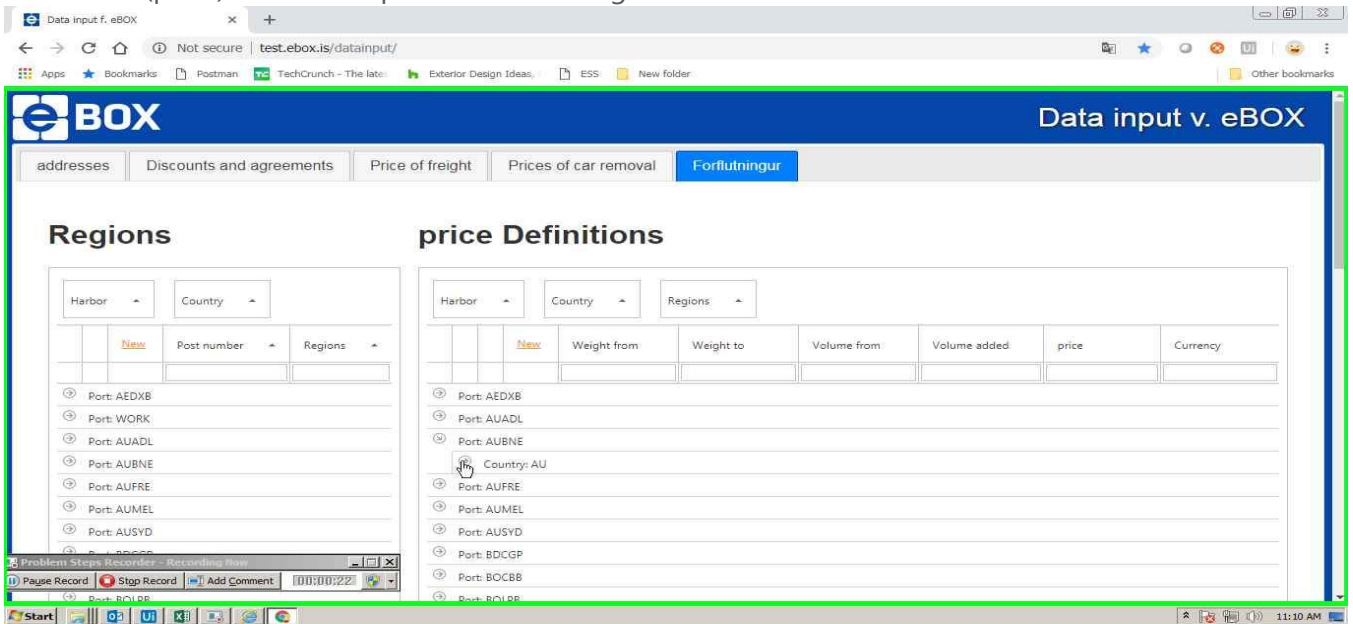 Data input f. eBOX
Not secure | test.ebox.is/datainput/
Apps Bookmarks Postman TechCrunch - The late Exterior Design Ideas, ESS New folder Other bookmarks
e BOX Data input v. eBOX
addresses Discounts and agreements Price of freight Prices of car removal Forflutningur
Regions price Definitions
Harbor Country Harbor Country Regions
New Post number Regions New Weight from Weight to Volume from Volume added price Currency
Port: AEDXB Port: AEDXB
Port: WORK Port: AUADL
Port: AUADL Port: AUBNE
Port: AUBNE Country: AU
Port: AUFRE Port: AUFRE
Port: AUMEL Port: AUMEL
Port: AUSYD Port: AUSYD
Port: BDCGP
Problem Steps Recorder - Recording Now
Pause Record Stop Record Add Comment 00:00:22 Port: BOCBB
Port: BOLPB Port: BOLPB
Start 11:10 AM